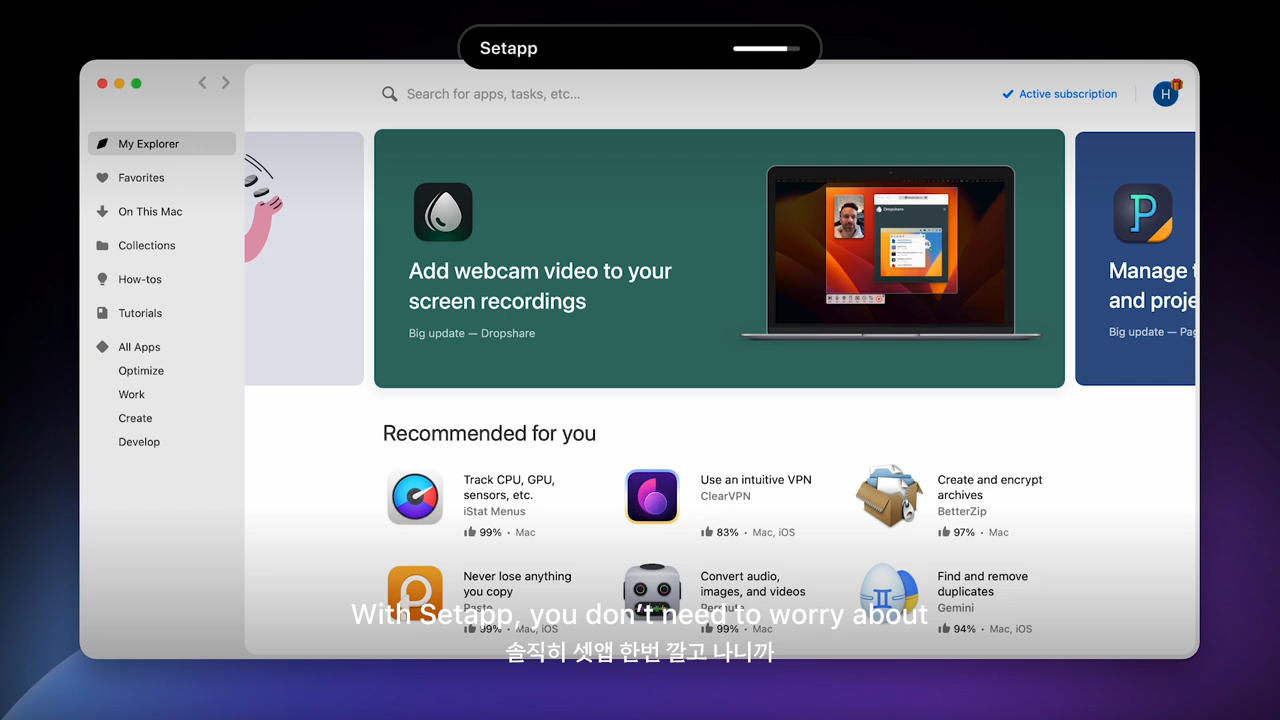 Setapp
Search for apps, tasks, etc...
Active subscription
H
My Explorer
Favorites
On This Mac
Collections
How-tos
Tutorials
All Apps
Optimize
Work
Create
Develop
Add webcam video to your
screen recordings
Big update — Dropshare
Dropshare
P
Manage
and proje
Big update — Pag
Recommended for you
Track CPU, GPU,
sensors, etc.
iStat Menus
99% · Mac
Use an intuitive VPN
ClearVPN
83% · Mac, iOS
Create and encrypt
archives
BetterZip
97% · Mac
Never lose anything
you copy
Paste
99% · Mac, iOS
Convert audio,
images, and videos
Permute
99% · Mac
Find and remove
duplicates
Gemini
94% · Mac, iOS
With Setapp, you don't need to worry about
솔직히 셋앱 한번 깔고 나니까